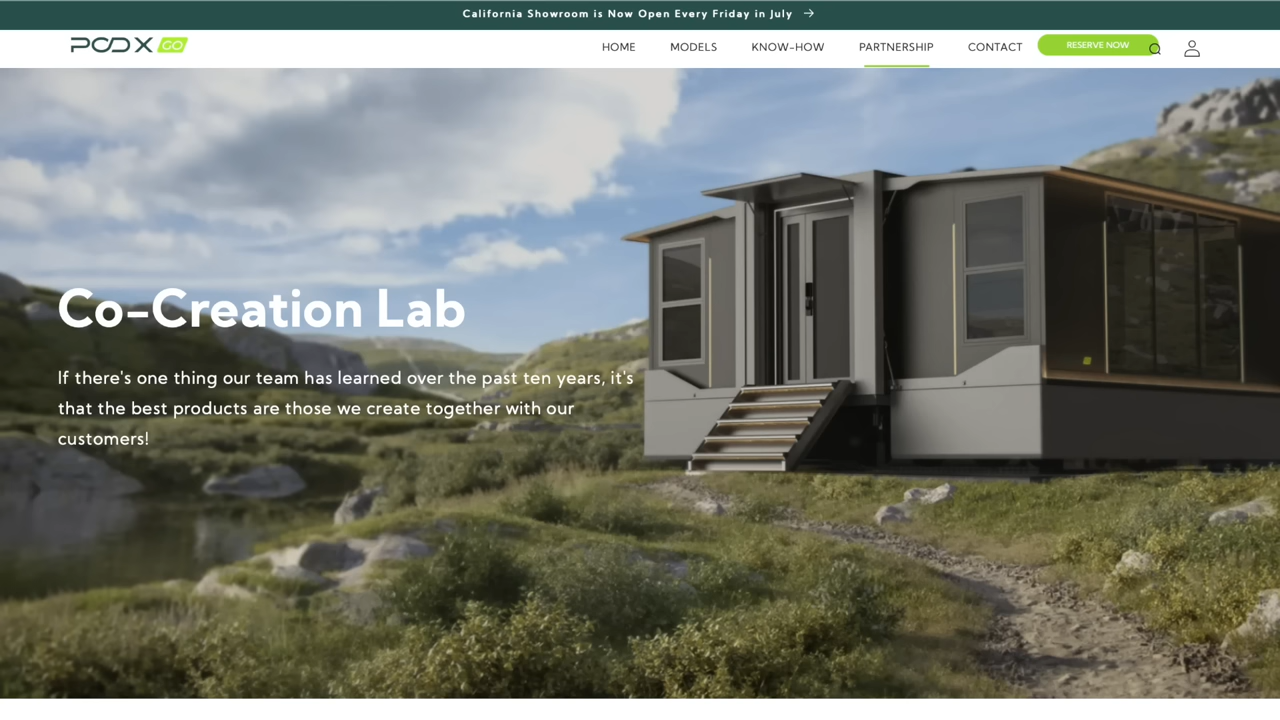 California Showroom is Now Open Every Friday in July →
PODX GO
HOME
MODELS
KNOW-HOW
PARTNERSHIP
CONTACT
RESERVE NOW
Co-Creation Lab
If there's one thing our team has learned over the past ten years, it's
that the best products are those we create together with our
customers!